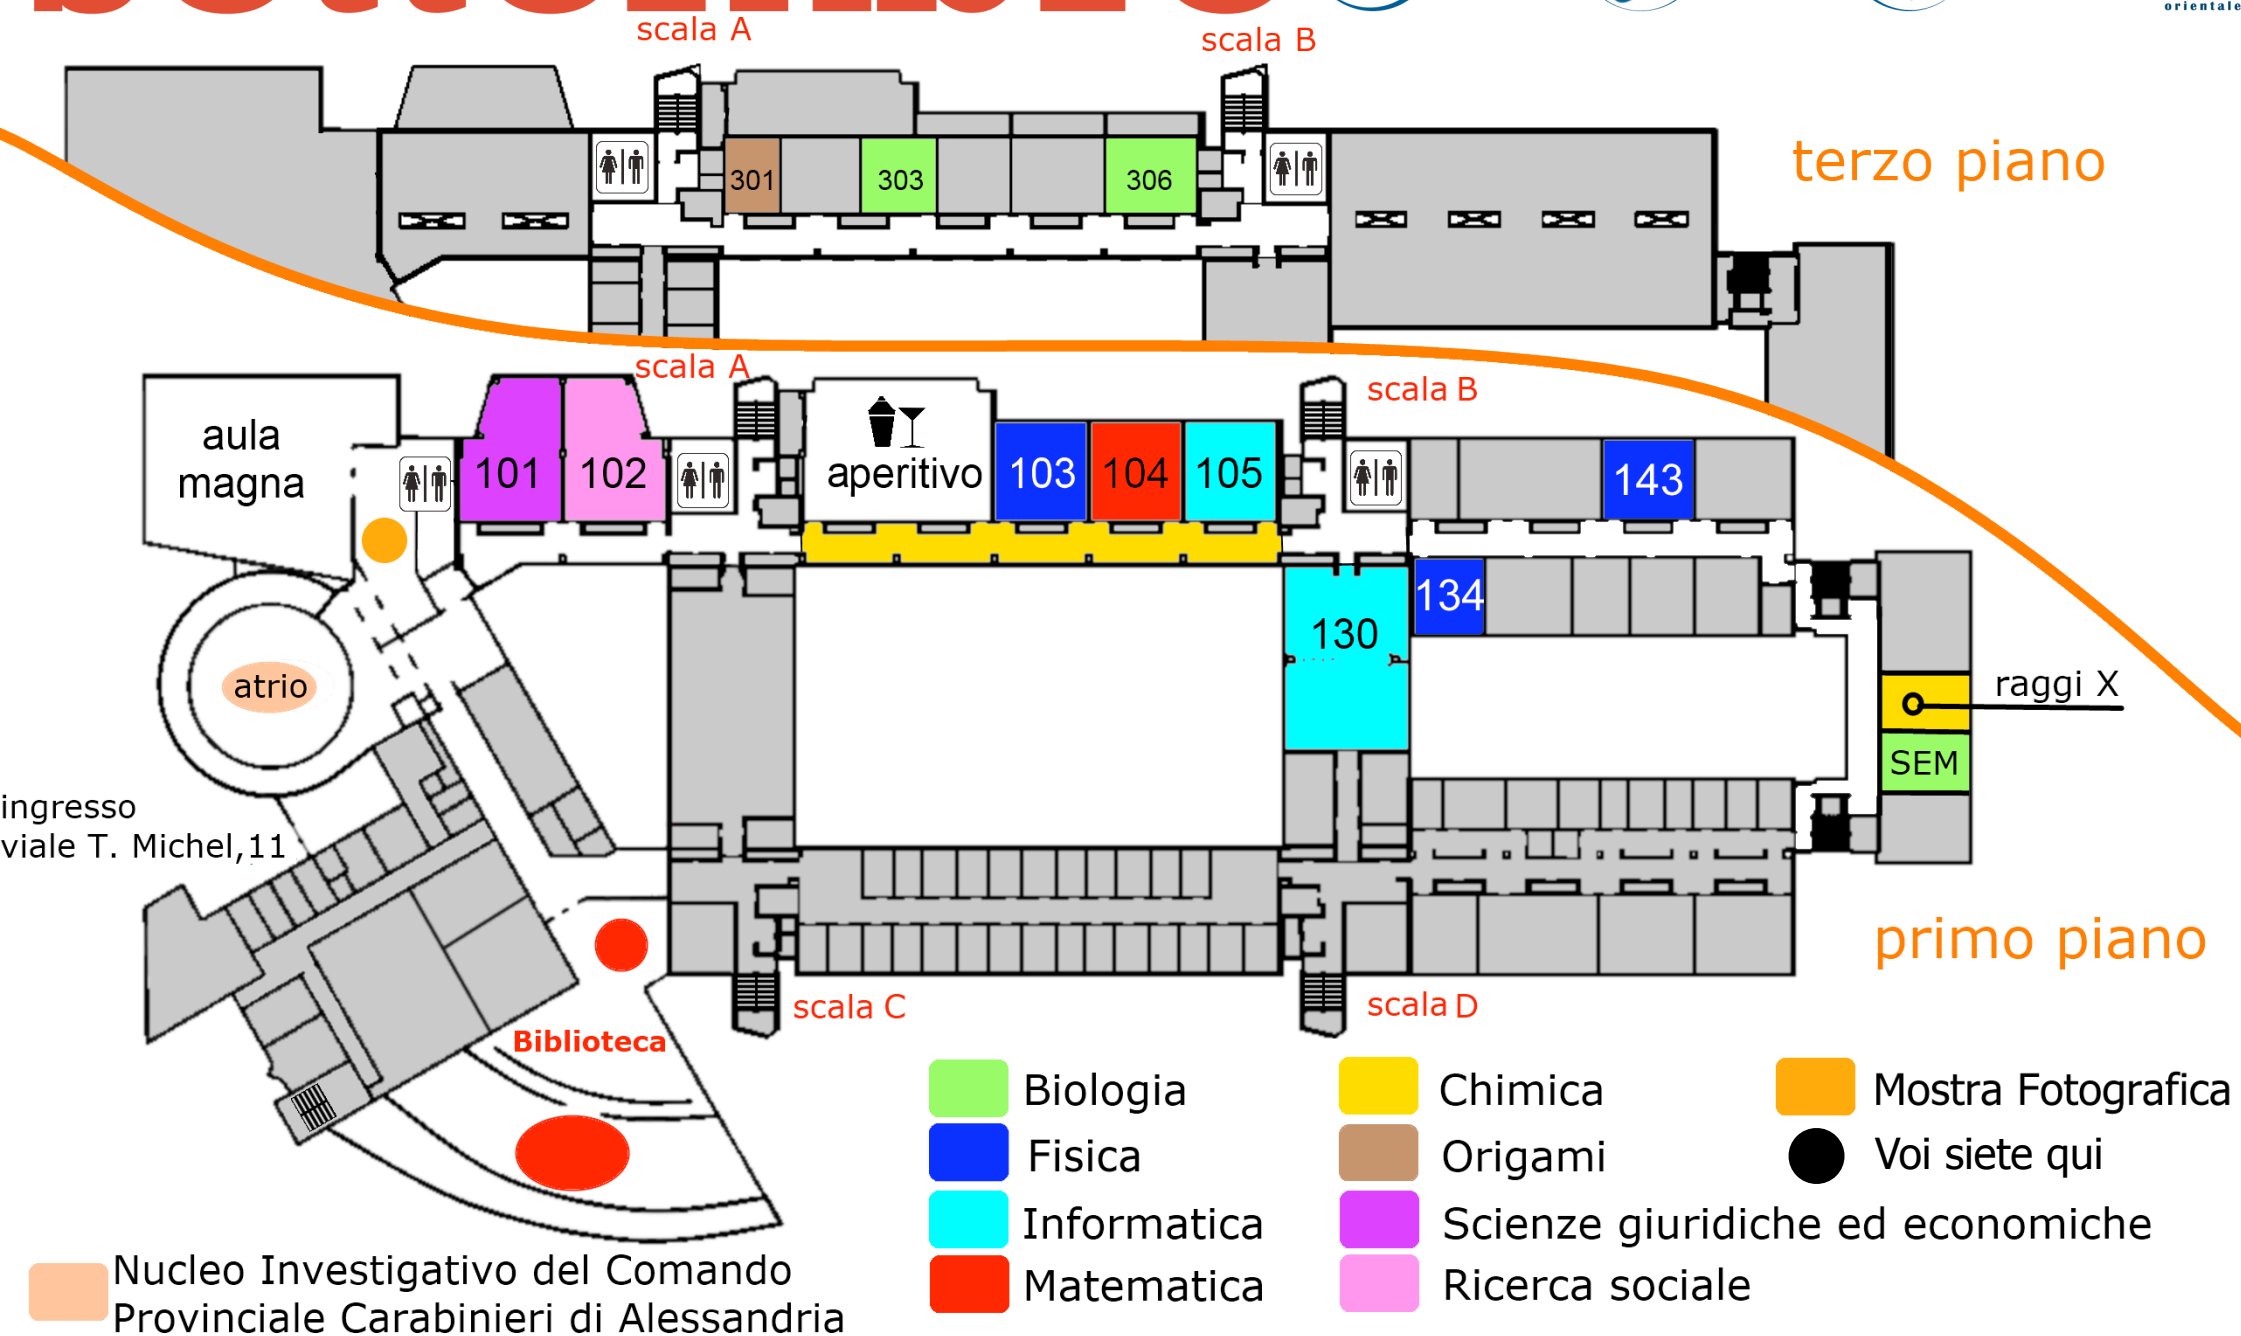 orientale
scala A
scala B
terzo piano
301
303
306
scala A
scala B
aula
magna
101
102
aperitivo
103
104
105
143
134
130
atrio
raggi X
SEM
ingresso
viale T. Michel,11
primo piano
scala C
scala D
Biblioteca
Biologia
Chimica
Mostra Fotografica
Fisica
Origami
Voi siete qui
Informatica
Scienze giuridiche ed economiche
Matematica
Ricerca sociale
Nucleo Investigativo del Comando
Provinciale Carabinieri di Alessandria